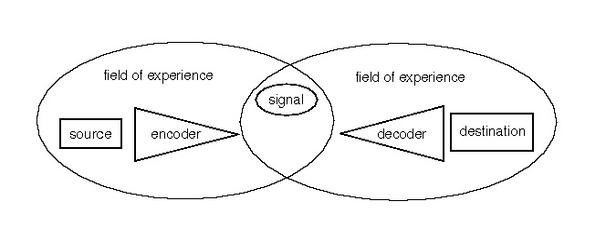 field of experience
field of experience
signal
source
encoder
decoder
destination